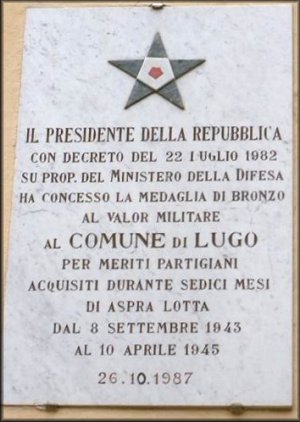 IL PRESIDENTE DELLA REPUBBLICA
CON DECRETO DEL 22 LUGLIO 1982
SU PROP. DEL MINISTERO DELLA DIFESA
HA CONCESSO LA MEDAGLIA DI BRONZO
AL VALOR MILITARE
AL COMUNE DI LUGO
PER MERITI PARTIGIANI
ACQUISITI DURANTE SEDICI MESI
DI ASPRA LOTTA
DAL 8 SETTEMBRE 1943
AL 10 APRILE 1945
26.10.1987